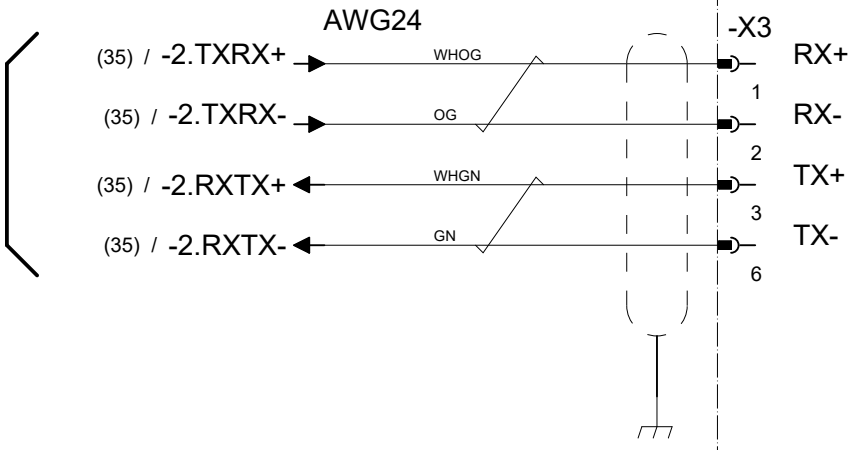 AWG24
-X3
(35) / -2.TXRX+ WHOG RX+
1
(35) / -2.TXRX- OG RX-
2
(35) / -2.RXTX+ WHGN TX+
3
(35) / -2.RXTX- GN TX-
6